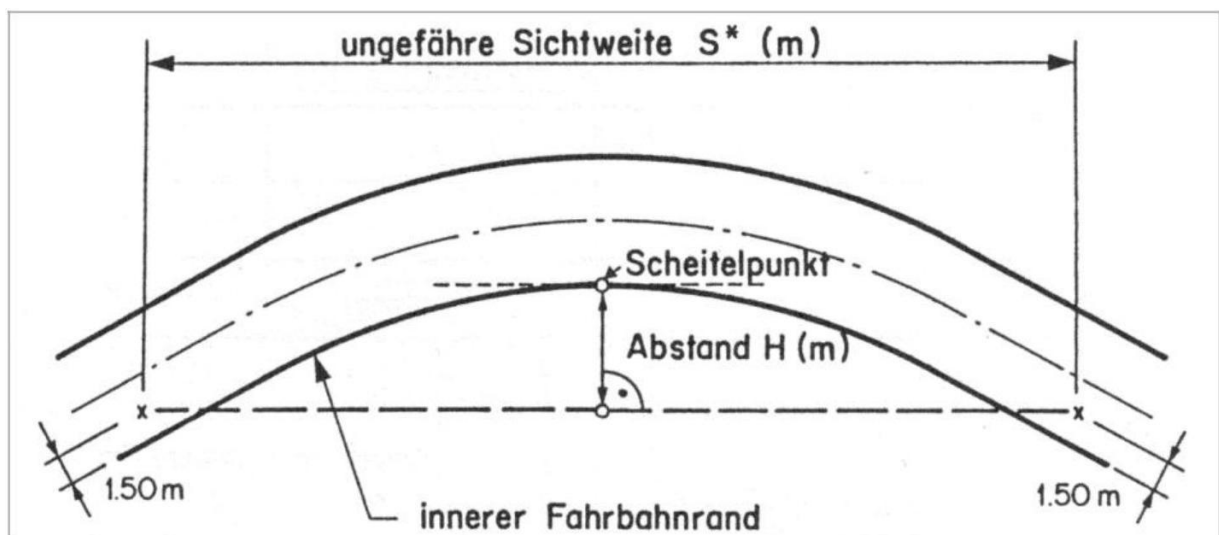 ungefähre Sichtweite S* (m)
Scheitelpunkt
Abstand H (m)
x
x
1.50 m
1.50 m
innerer Fahrbahnrand